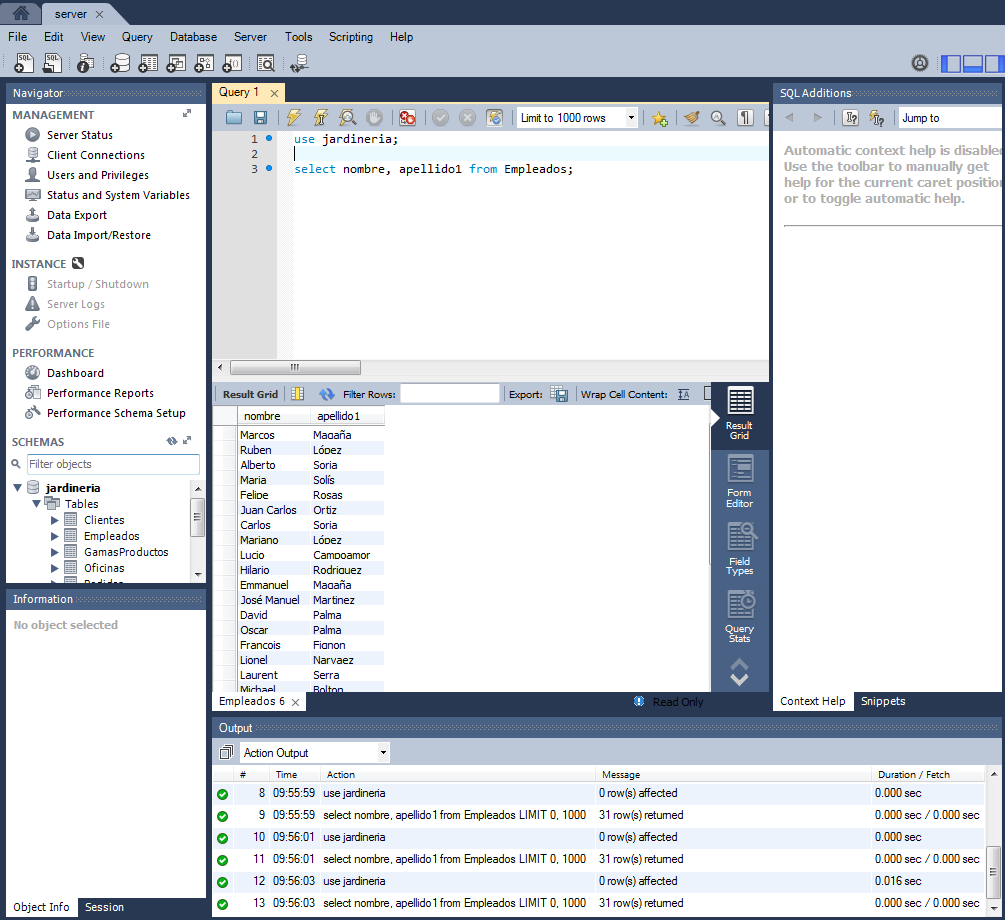 server
File Edit View Query Database Server Tools Scripting Help
Navigator
MANAGEMENT
Server Status
Client Connections
Users and Privileges
Status and System Variables
Data Export
Data Import/Restore
INSTANCE
Startup / Shutdown
Server Logs
Options File
PERFORMANCE
Dashboard
Performance Reports
Performance Schema Setup
SCHEMAS
Filter objects
jardineria
Tables
Clientes
Empleados
GamasProductos
Oficinas
Pedidos
Information
No object selected
Object Info Session
Query 1
Limit to 1000 rows
1 use jardineria;
2
3 select nombre, apellido1 from Empleados;
Result Grid Filter Rows: Export: Wrap Cell Content:
nombre apellido1
Marcos Magaña
Ruben López
Alberto Soria
Maria Solís
Felipe Rosas
Juan Carlos Ortiz
Carlos Soria
Mariano López
Lucio Campoamor
Hilario Rodriguez
Emmanuel Magaña
José Manuel Martinez
David Palma
Oscar Palma
Francois Fignon
Lionel Narvaez
Laurent Serra
Michael Bolton
Result
Grid
Form
Editor
Field
Types
Query
Stats
Empleados 6 Read Only
SQL Additions
Jump to
Automatic context help is disabled
Use the toolbar to manually get
help for the current caret position
or to toggle automatic help.
Context Help Snippets
Output
Action Output
# Time Action Message Duration / Fetch
8 09:55:59 use jardineria 0 row(s) affected 0.000 sec
9 09:55:59 select nombre, apellido1 from Empleados LIMIT 0, 1000 31 row(s) returned 0.000 sec / 0.000 sec
10 09:56:01 use jardineria 0 row(s) affected 0.000 sec
11 09:56:01 select nombre, apellido1 from Empleados LIMIT 0, 1000 31 row(s) returned 0.000 sec / 0.000 sec
12 09:56:03 use jardineria 0 row(s) affected 0.016 sec
13 09:56:03 select nombre, apellido1 from Empleados LIMIT 0, 1000 31 row(s) returned 0.000 sec / 0.000 sec